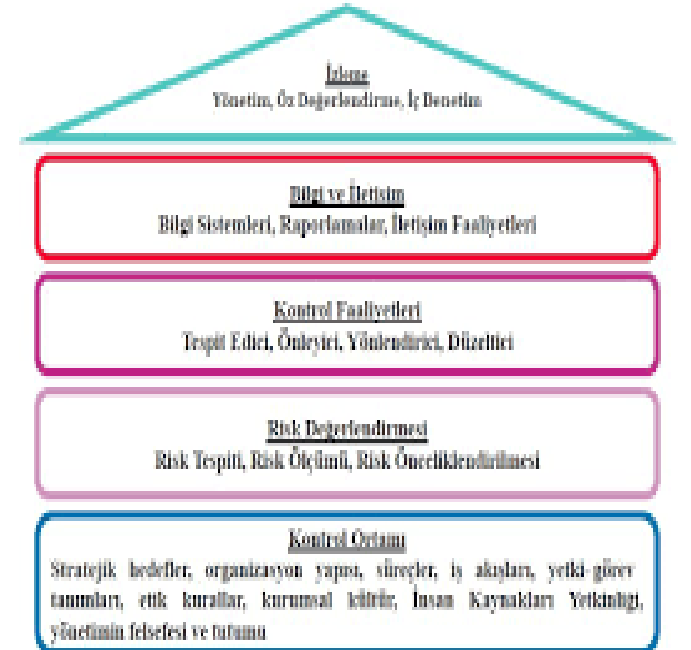 İzleme
Yönetim, Öz Değerlendirme, İç Denetim
Bilgi ve İletişim
Bilgi Sistemleri, Raporlamalar, İletişim Faaliyetleri
Kontrol Faaliyetleri
Tespit Edici, Önleyici, Yönlendirici, Düzeltici
Risk Değerlendirmesi
Risk Tespiti, Risk Ölçümü, Risk Önceliklendirilmesi
Kontrol Ortamı
Stratejik hedefler, organizasyon yapısı, süreçler, iş akışları, yetki-görev
tanımları, etik kurallar, kurumsal kültür, İnsan Kaynakları Yetkinliği,
yönetimin felsefesi ve tutumu